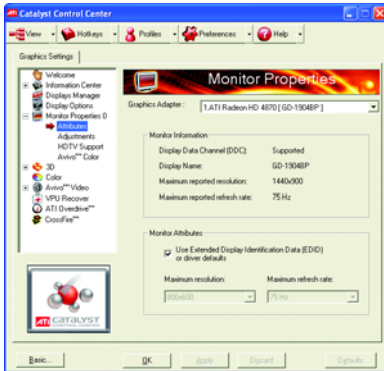 ATI Catalyst Control Center
View Hotkeys Profiles Preferences Help
Graphics Settings
Welcome
Information Center
Displays Manager
Display Options
Monitor Properties 0
Attributes
Adjustments
HDTV Support
Avivo™ Color
3D
Color
Avivo™ Video
VPU Recover
ATI Overdrive™
CrossFire™
ATI CATALYST
CONTROL CENTER
Monitor Properties
Graphics Adapter: 1.ATI Radeon HD 4870 [ GD-1904BP ]
Monitor Information
Display Data Channel (DDC): Supported
Display Name: GD-1904BP
Maximum reported resolution: 1440x900
Maximum reported refresh rate: 75 Hz
Monitor Attributes
Use Extended Display Identification Data (EDID)
or driver defaults
Maximum resolution: Maximum refresh rate:
800x600 75 Hz
Basic... OK Apply Discard Defaults